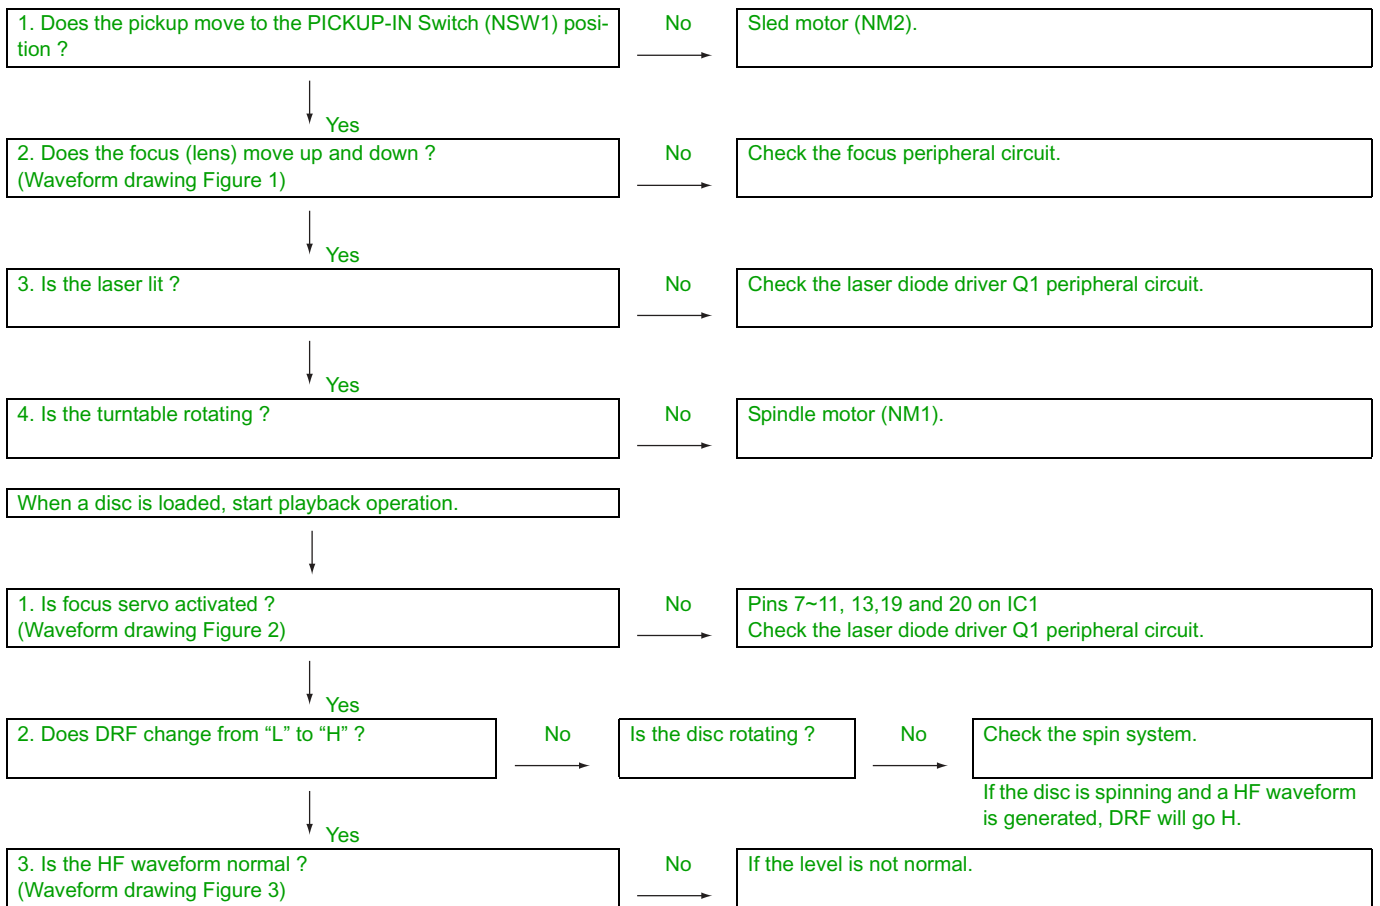 1. Does the pickup move to the PICKUP-IN Switch (NSW1) posi-
tion ?
No
Sled motor (NM2).
Yes
2. Does the focus (lens) move up and down ?
(Waveform drawing Figure 1)
No
Check the focus peripheral circuit.
Yes
3. Is the laser lit ?
No
Check the laser diode driver Q1 peripheral circuit.
Yes
4. Is the turntable rotating ?
No
Spindle motor (NM1).
When a disc is loaded, start playback operation.
1. Is focus servo activated ?
(Waveform drawing Figure 2)
No
Pins 7~11, 13,19 and 20 on IC1
Check the laser diode driver Q1 peripheral circuit.
Yes
2. Does DRF change from “L” to “H” ?
No
Is the disc rotating ?
No
Check the spin system.
If the disc is spinning and a HF waveform
is generated, DRF will go H.
Yes
3. Is the HF waveform normal ?
(Waveform drawing Figure 3)
No
If the level is not normal.